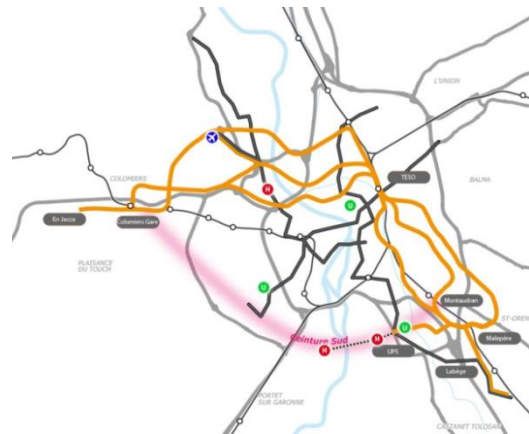 L'UNION
COLOMIERS
TESO
BALMA
H
U
En Jacca
Colomiers Gare
PLAISANCE
DU TOUCH
U
Montaudran
ST-OREN
Ceinture Sud
U
H
H
Malepère
UPS
Labège
PORTET
SUR GARONNE
CASTANET TOLOSAN